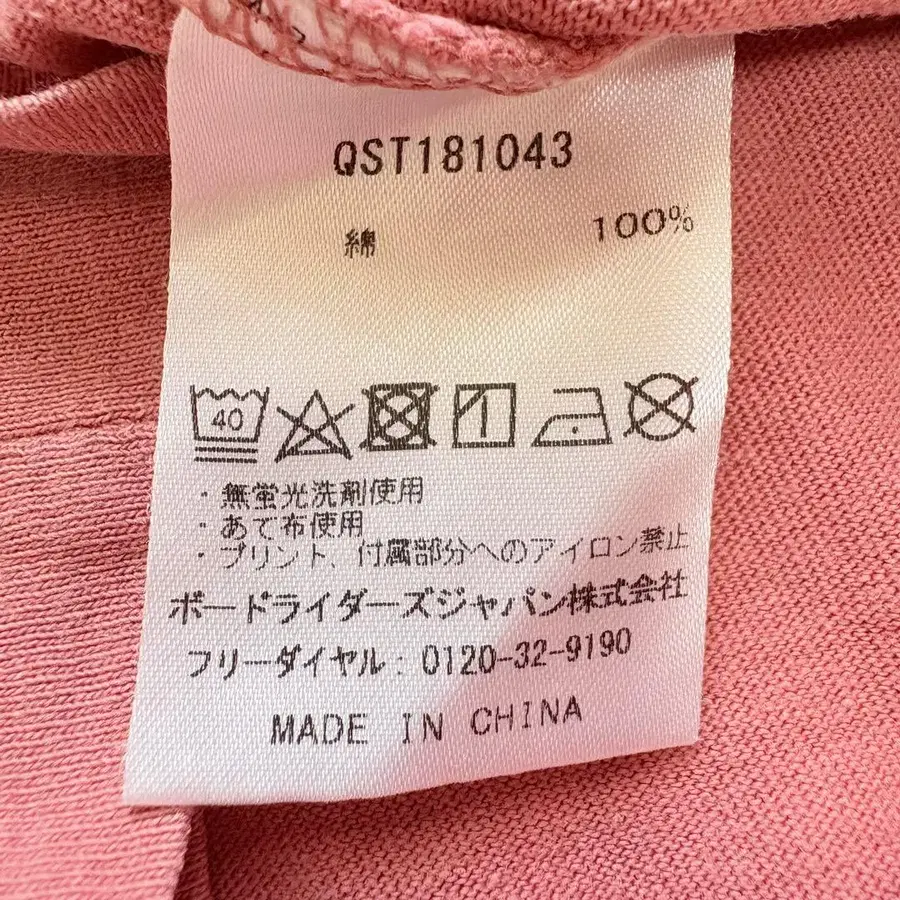 QST181043
綿 100%
40
・無蛍光洗剤使用
・あて布使用
・プリント、付属部分へのアイロン禁止
ボードライダーズジャパン株式会社
フリーダイヤル：0120-32-9190
MADE IN CHINA